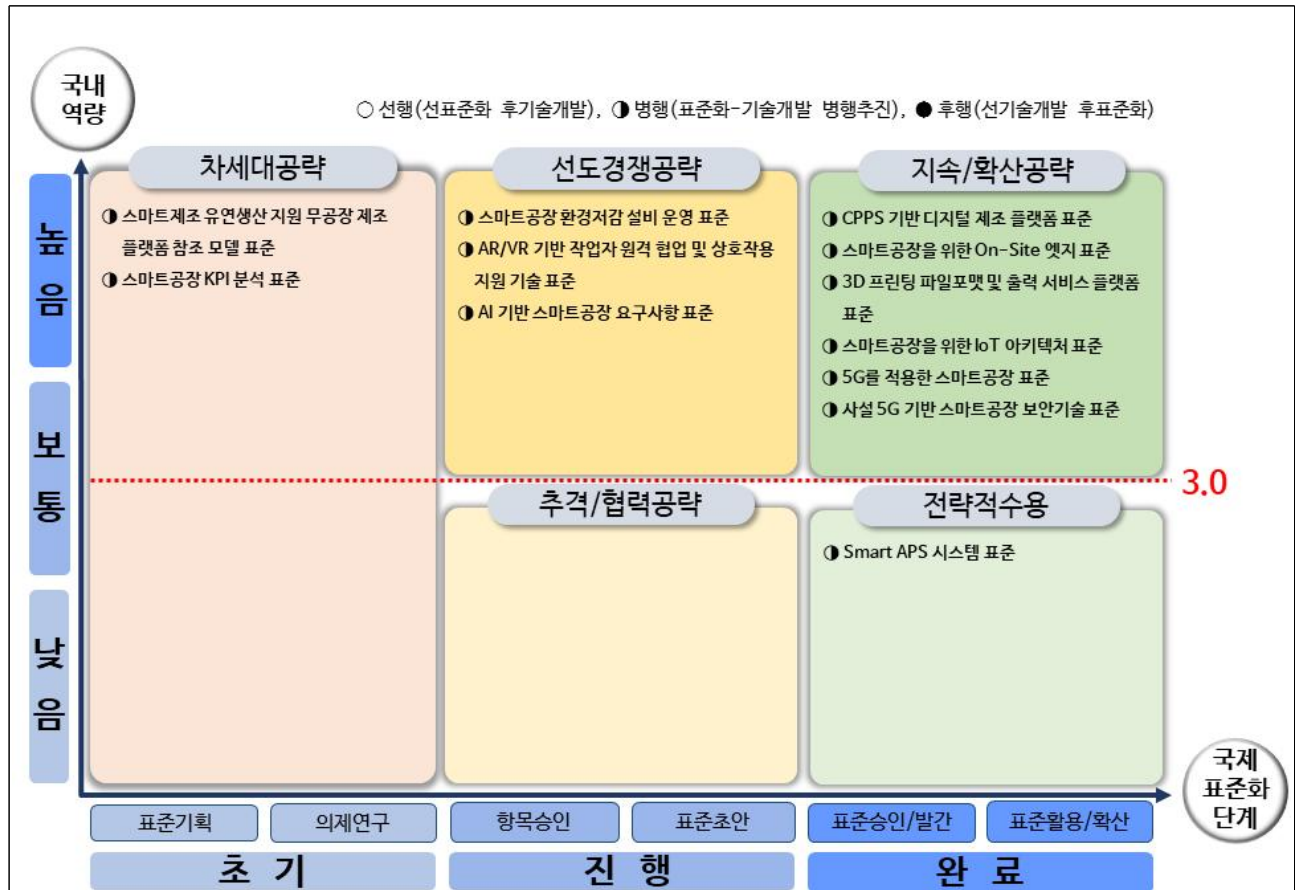 국내
역량
○ 선행(선표준화 후기술개발), ◑ 병행(표준화-기술개발 병행추진), ● 후행(선기술개발 후표준화)
차세대공략
◑ 스마트제조 유연생산 지원 무공장 제조
플랫폼 참조 모델 표준
◑ 스마트공장 KPI 분석 표준
선도경쟁공략
◑ 스마트공장 환경저감 설비 운영 표준
◑ AR/VR 기반 작업자 원격 협업 및 상호작용
지원 기술 표준
◑ AI 기반 스마트공장 요구사항 표준
지속/확산공략
◑ CPPS 기반 디지털 제조 플랫폼 표준
◑ 스마트공장을 위한 On-Site 엣지 표준
◑ 3D 프린팅 파일포맷 및 출력 서비스 플랫폼
표준
◑ 스마트공장을 위한 IoT 아키텍처 표준
◑ 5G를 적용한 스마트공장 표준
◑ 사설 5G 기반 스마트공장 보안기술 표준
높음
보통
낮음
3.0
추격/협력공략
전략적수용
◑ Smart APS 시스템 표준
국제
표준화
단계
표준기획
의제연구
항목승인
표준초안
표준승인/발간
표준활용/확산
초 기
진 행
완 료